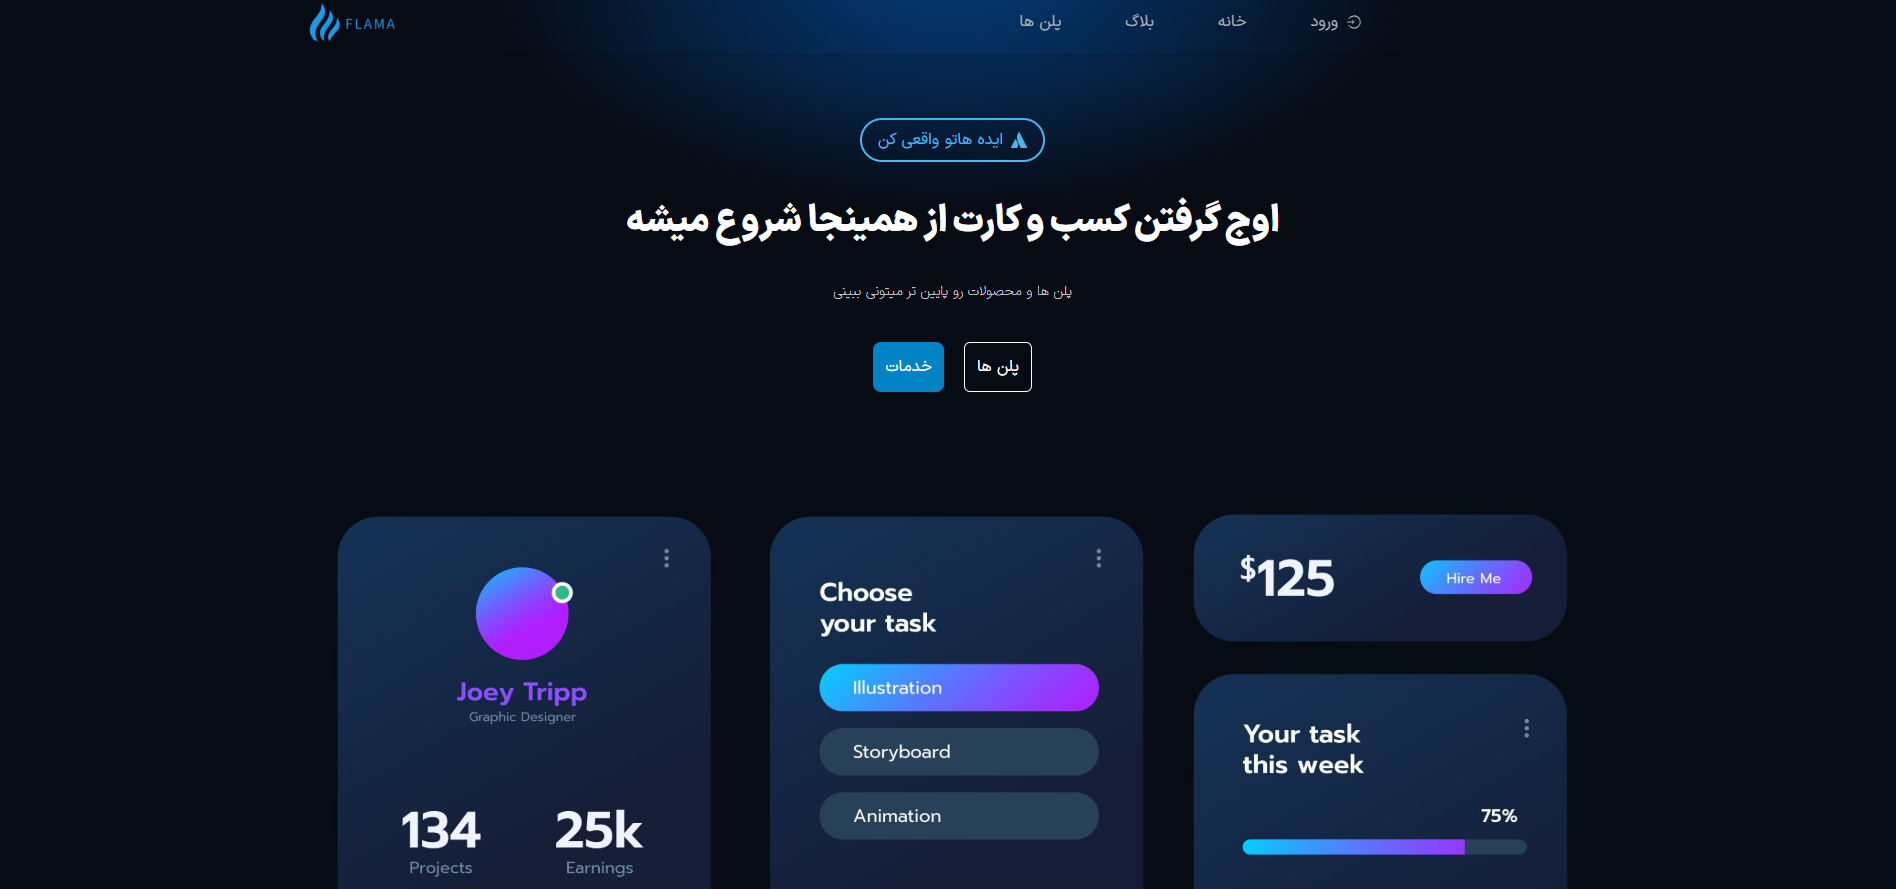 FLAMA
ورود
خانه
بلاگ
پلن ها
ایده هاتو واقعی کن
اوج گرفتن کسب و کارت از همینجا شروع میشه
پلن ها و محصولات رو پایین تر میتونی ببینی
پلن ها
خدمات
Joey Tripp
Graphic Designer
134
Projects
25k
Earnings
Choose
your task
Illustration
Storyboard
Animation
$125
Hire Me
Your task
this week
75%